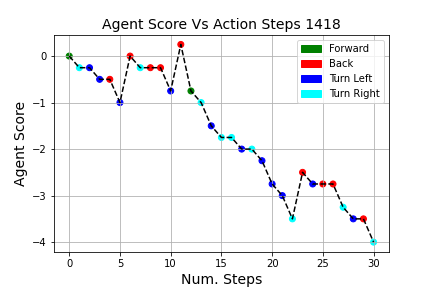 Agent Score Vs Action Steps 1418
Forward
Back
Turn Left
Turn Right
Agent Score
0
−1
−2
−3
−4
0 5 10 15 20 25 30
Num. Steps